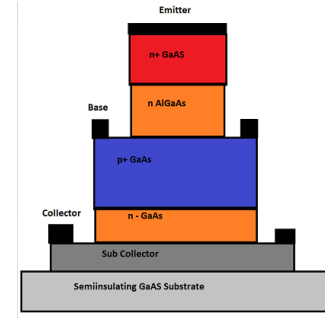 Emitter
n+ GaAS
n AlGaAs
Base
p+ GaAs
Collector
n - GaAs
Sub Collector
Semiinsulating GaAS Substrate